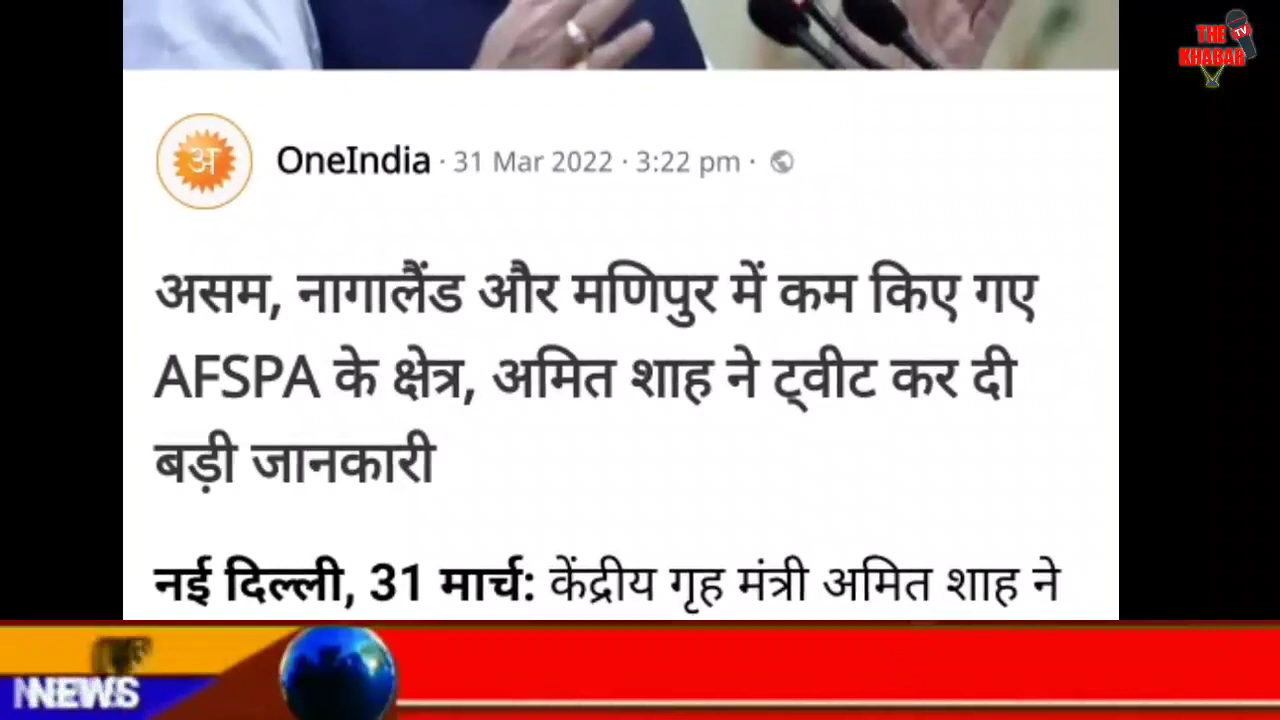 THE
TV
KHABAR
OneIndia · 31 Mar 2022 · 3:22 pm ·
असम, नागालैंड और मणिपुर में कम किए गए
AFSPA के क्षेत्र, अमित शाह ने ट्वीट कर दी
बड़ी जानकारी
नई दिल्ली, 31 मार्च: केंद्रीय गृह मंत्री अमित शाह ने
NEWS